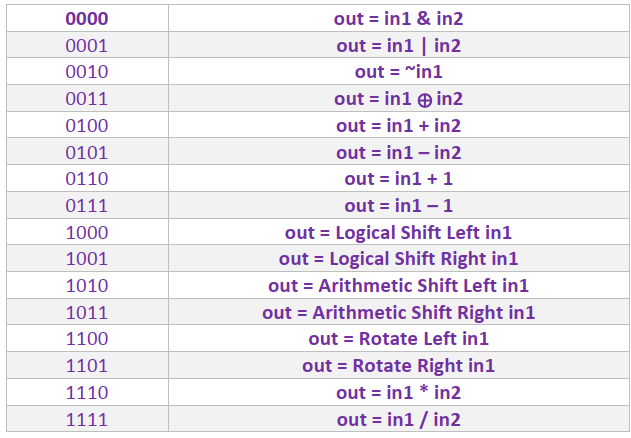 0000 out = in1 & in2
0001 out = in1 | in2
0010 out = ~in1
0011 out = in1 ⊕ in2
0100 out = in1 + in2
0101 out = in1 – in2
0110 out = in1 + 1
0111 out = in1 – 1
1000 out = Logical Shift Left in1
1001 out = Logical Shift Right in1
1010 out = Arithmetic Shift Left in1
1011 out = Arithmetic Shift Right in1
1100 out = Rotate Left in1
1101 out = Rotate Right in1
1110 out = in1 * in2
1111 out = in1 / in2